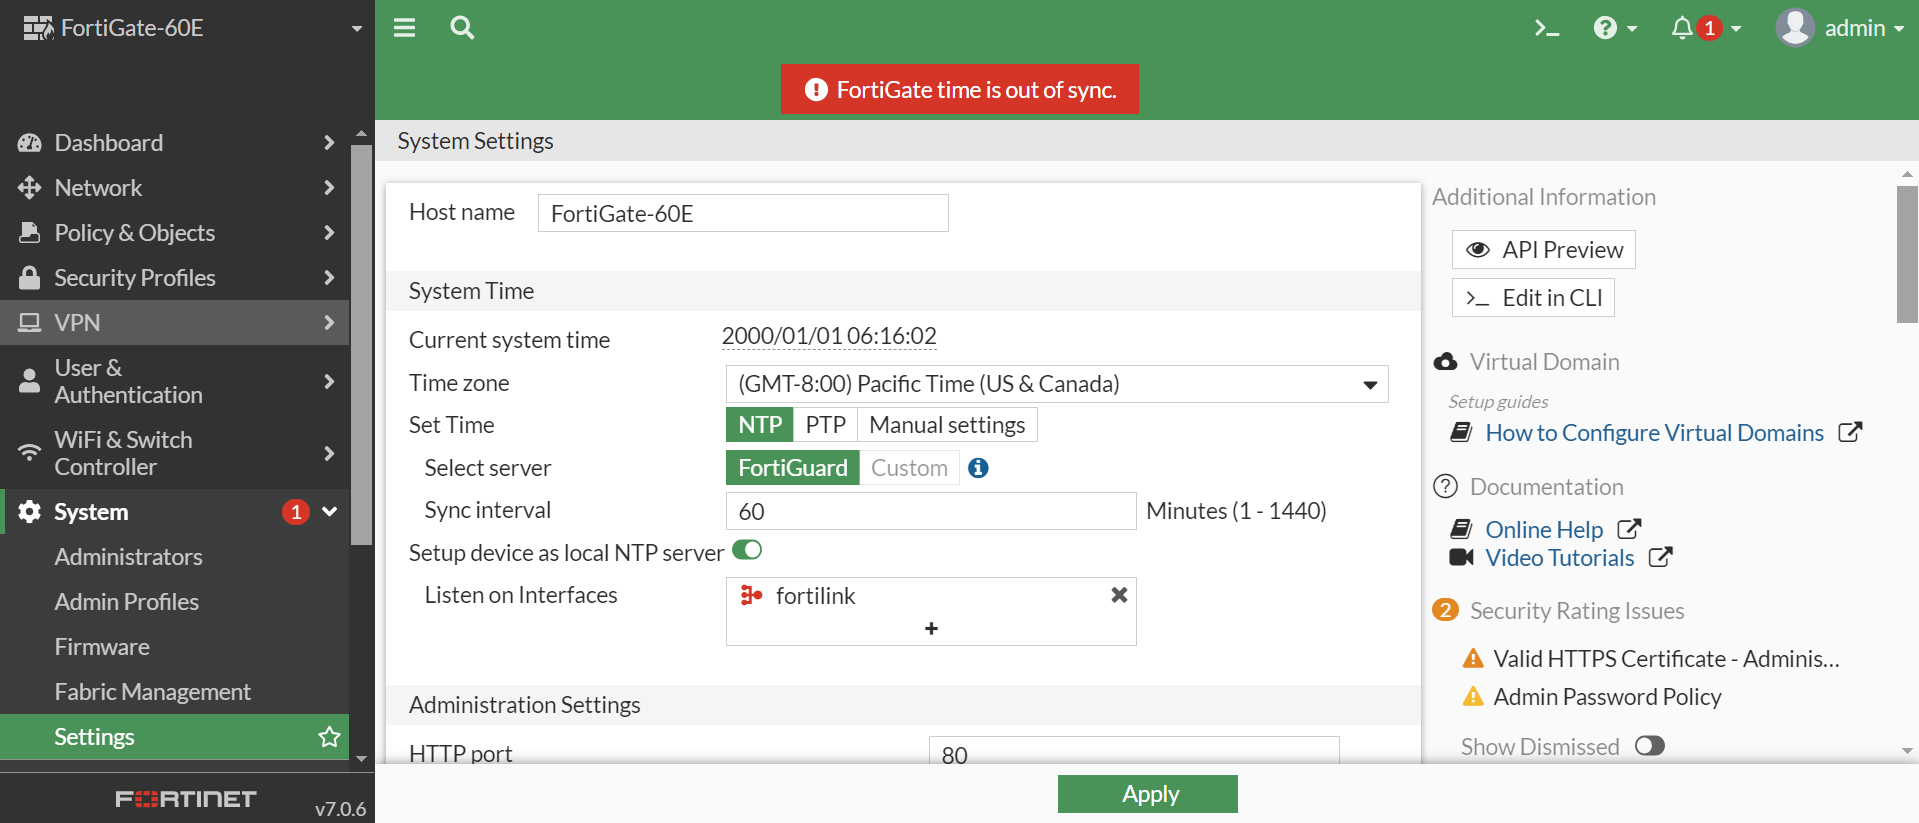 FortiGate-60E
1
admin
FortiGate time is out of sync.
Dashboard
Network
Policy & Objects
Security Profiles
VPN
User &
Authentication
WiFi & Switch
Controller
System 1
Administrators
Admin Profiles
Firmware
Fabric Management
Settings
FORTINET
v7.0.6
System Settings
Host name FortiGate-60E
System Time
Current system time 2000/01/01 06:16:02
Time zone (GMT-8:00) Pacific Time (US & Canada)
Set Time NTP PTP Manual settings
Select server FortiGuard Custom
Sync interval 60 Minutes (1 - 1440)
Setup device as local NTP server
Listen on Interfaces fortilink
+
Administration Settings
HTTP port 80
Apply
Additional Information
API Preview
>_ Edit in CLI
Virtual Domain
Setup guides
How to Configure Virtual Domains
Documentation
Online Help
Video Tutorials
2 Security Rating Issues
Valid HTTPS Certificate - Adminis...
Admin Password Policy
Show Dismissed